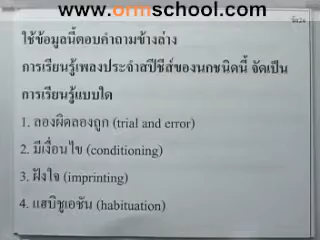 www.ormschool.com
ใช้ข้อมูลนี้ตอบคำถามข้างล่าง
การเรียนรู้เพลงประจำสปีชีส์ของนกชนิดนี้ จัดเป็น
การเรียนรู้แบบใด
1. ลองผิดลองถูก (trial and error)
2. มีเงื่อนไข (conditioning)
3. ฝังใจ (imprinting)
4. แฮบิชูเอชัน (habituation)